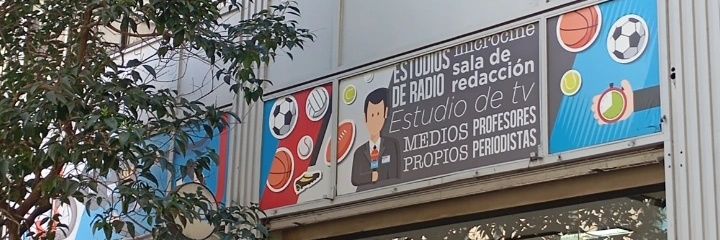 ESTUDIOS
DE RADIO
microcine
sala de
redacción
Estudio de tv
MEDIOS
PROPIOS
PROFESORES
PERIODISTAS